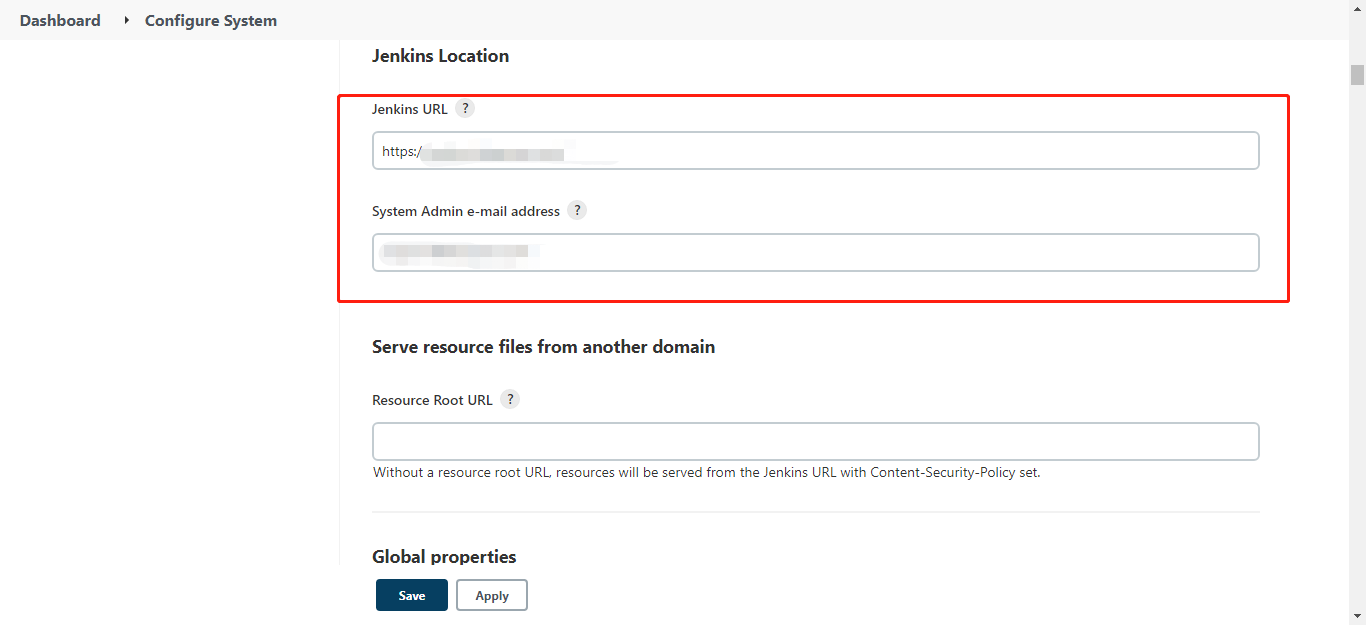 Dashboard Configure System
Jenkins Location
Jenkins URL ?
https:/
System Admin e-mail address ?
Serve resource files from another domain
Resource Root URL ?
Without a resource root URL, resources will be served from the Jenkins URL with Content-Security-Policy set.
Global properties
Save Apply